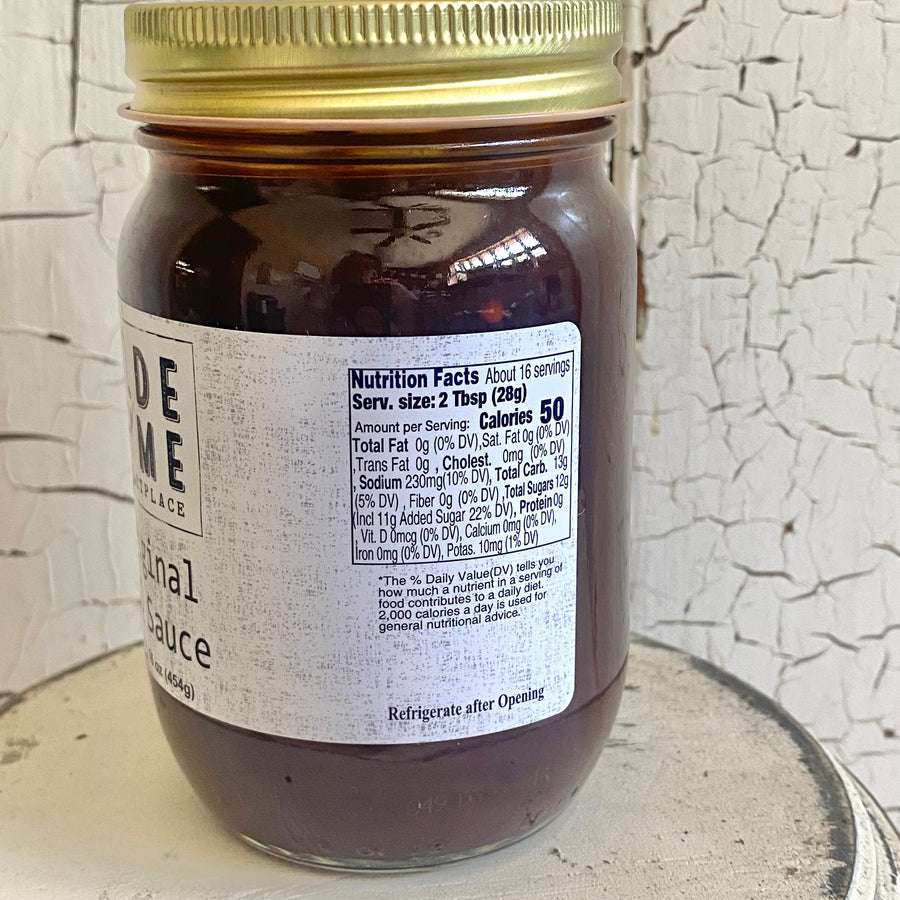 DE
ME
PLACE
inal
Sauce
oz (454g)
Nutrition Facts About 16 servings
Serv. size: 2 Tbsp (28g)
Amount per Serving: Calories 50
Total Fat 0g (0% DV),Sat. Fat 0g (0% DV)
,Trans Fat 0g , Cholest. 0mg (0% DV)
, Sodium 230mg(10% DV), Total Carb. 13g
(5% DV) , Fiber 0g (0% DV) ,Total Sugars 12g
(Incl 11g Added Sugar 22% DV), Protein 0g
, Vit. D 0mcg (0% DV), Calcium 0mg (0% DV),
Iron 0mg (0% DV), Potas. 10mg (1% DV)
*The % Daily Value(DV) tells you
how much a nutrient in a serving of
food contributes to a daily diet.
2,000 calories a day is used for
general nutritional advice.
Refrigerate after Opening